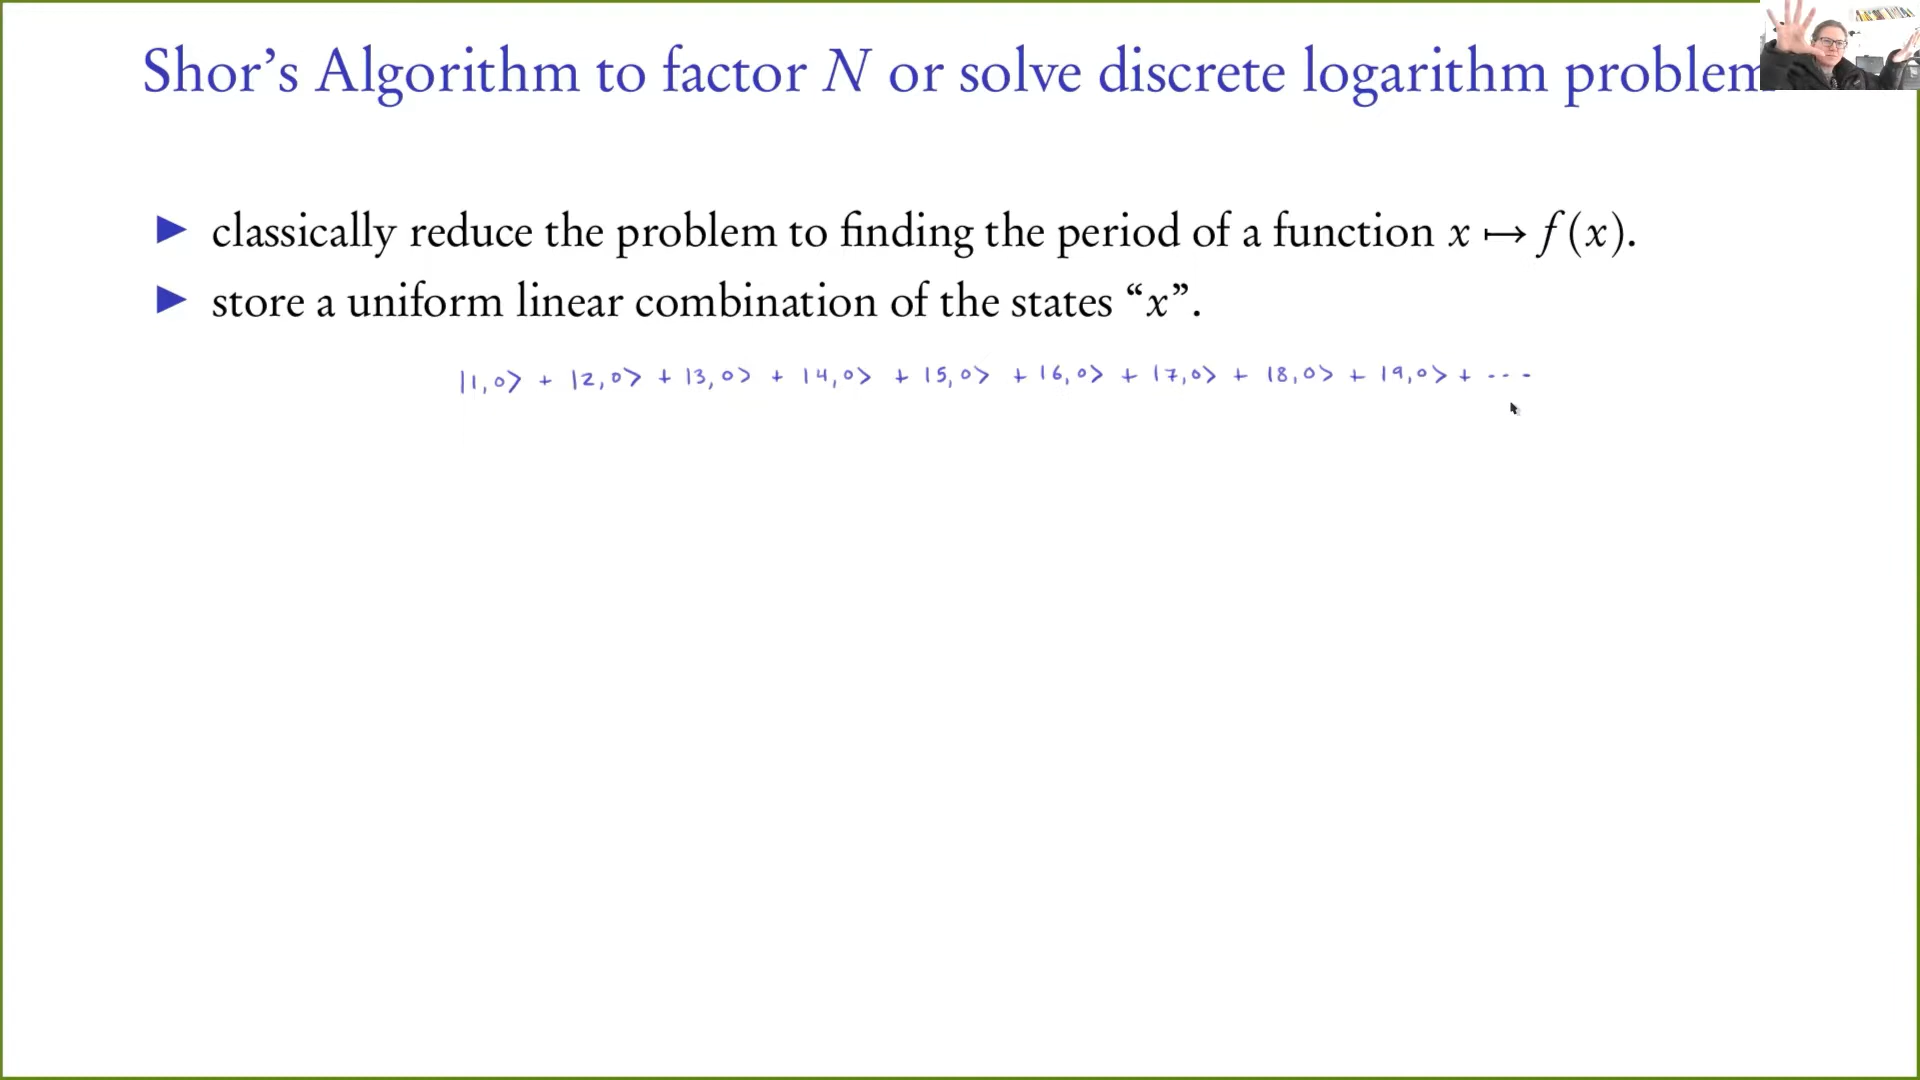 Shor’s Algorithm to factor N or solve discrete logarithm problem
▶ classically reduce the problem to finding the period of a function x ↦ f(x).
▶ store a uniform linear combination of the states “x”.
|1,0⟩ + |2,0⟩ + |3,0⟩ + |4,0⟩ + |5,0⟩ + |6,0⟩ + |7,0⟩ + |8,0⟩ + |9,0⟩ + ---